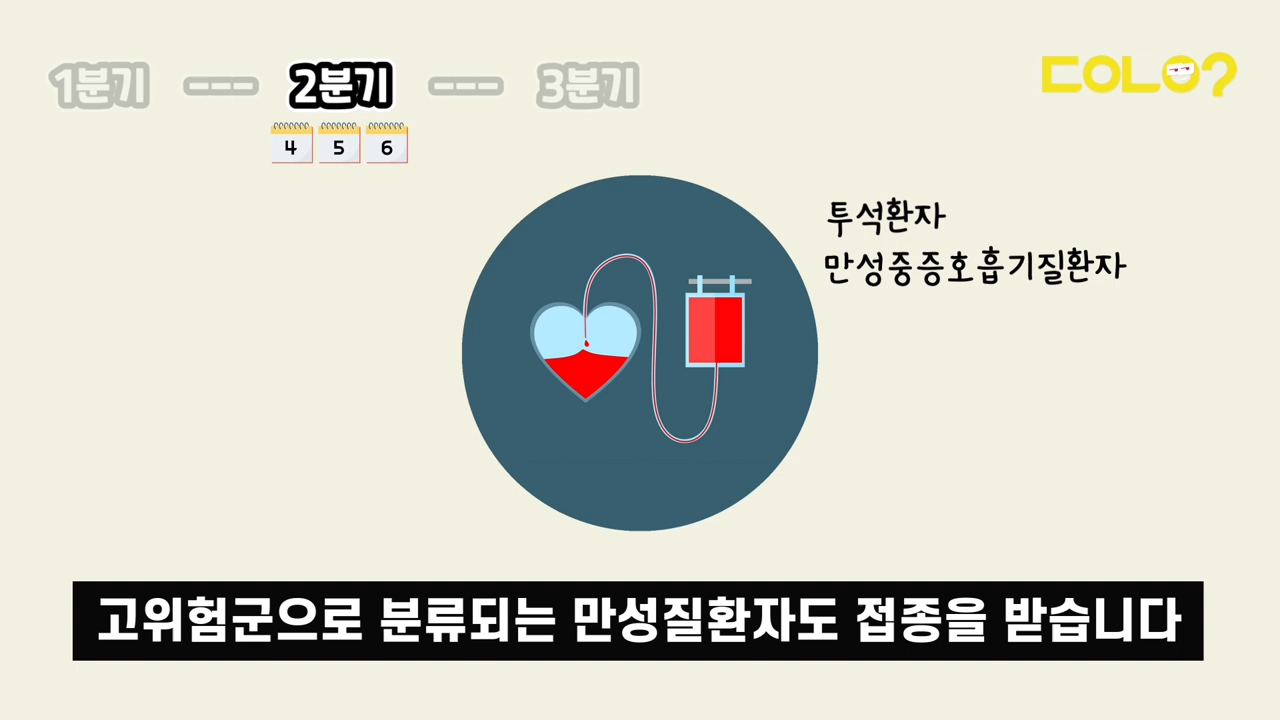 1분기 --- 2분기 --- 3분기
ㄷㅇㄴㅇ?
4 5 6
투석환자
만성중증호흡기질환자
고위험군으로 분류되는 만성질환자도 접종을 받습니다